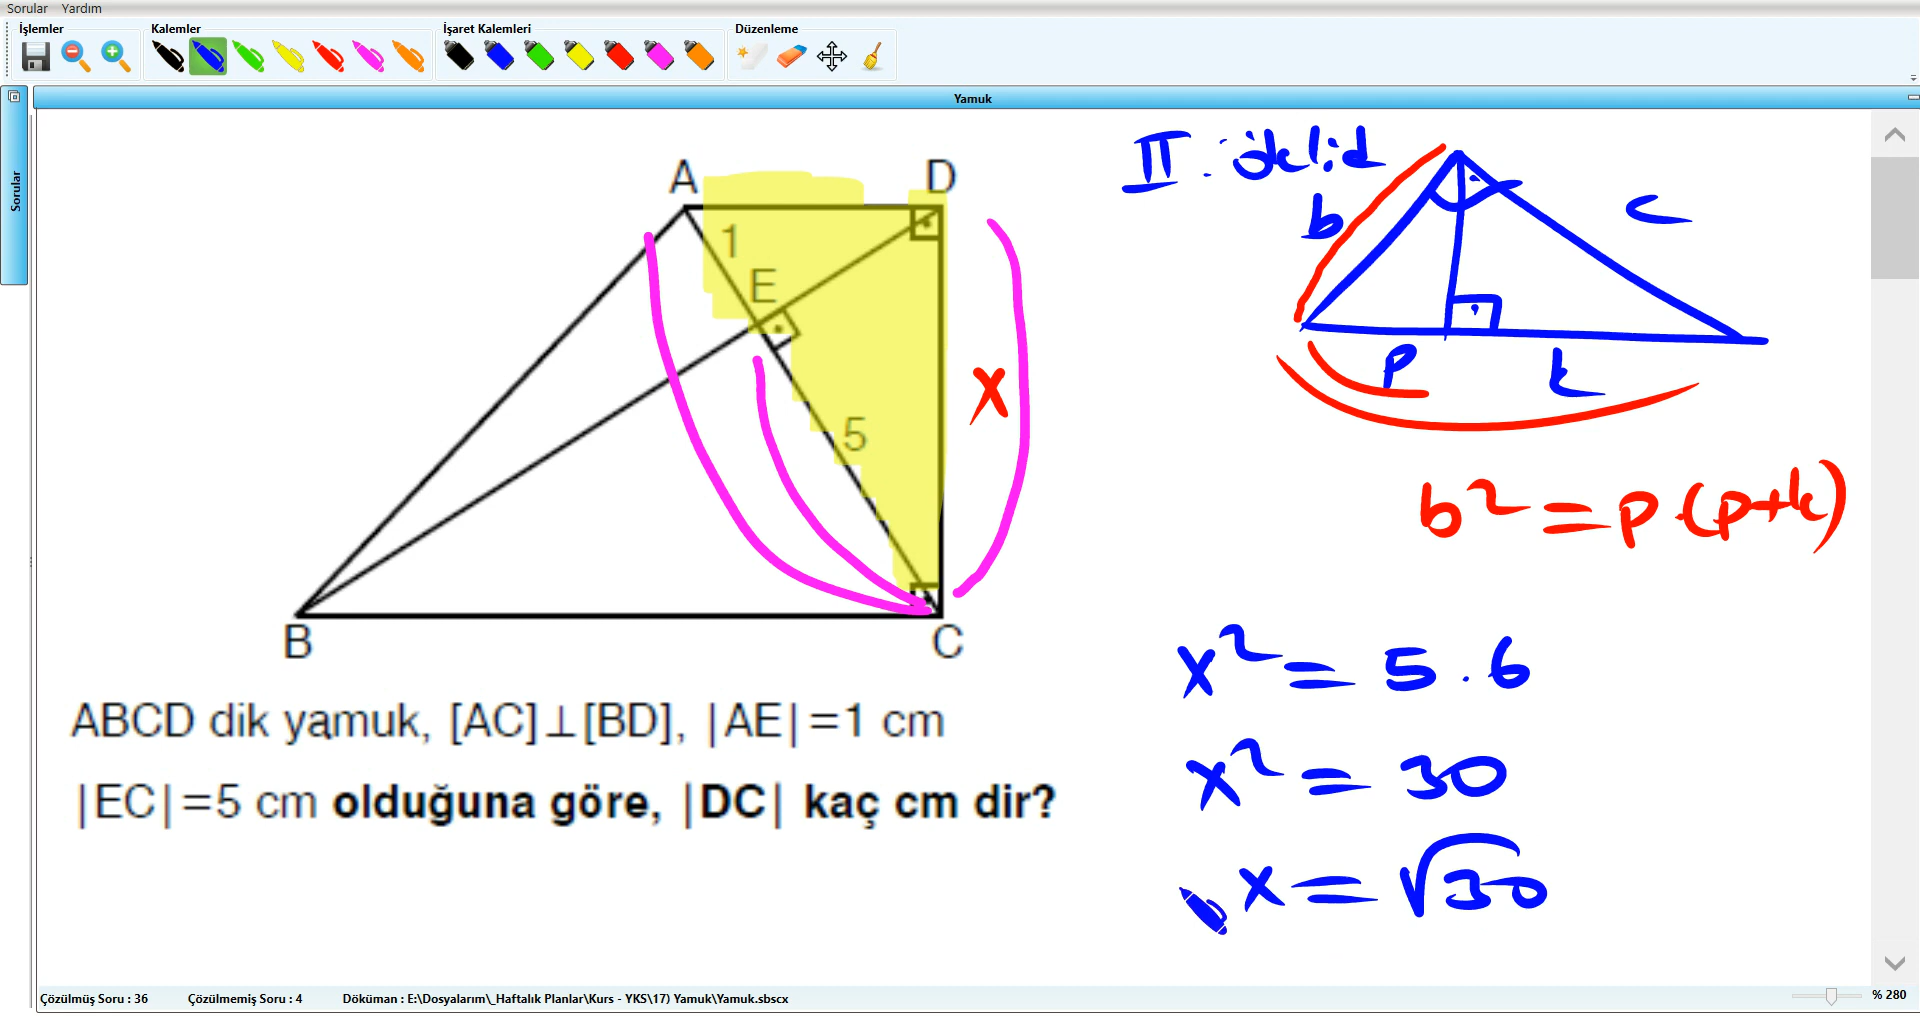 Sorular Yardım
İşlemler Kalemler İşaret Kalemleri Düzenleme
Yamuk
Sorular
A D
1
E
5
X
B C
ABCD dik yamuk, [AC]⊥[BD], |AE|=1 cm
|EC|=5 cm olduğuna göre, |DC| kaç cm dir?
II. öklid
b c
p k
b² = p.(p+k)
x² = 5.6
x² = 30
x = √30
Çözülmüş Soru : 36 Çözülmemiş Soru : 4 Döküman : E:\Dosyalarım\_Haftalık Planlar\Kurs - YKS\17) Yamuk\Yamuk.sbscx % 280